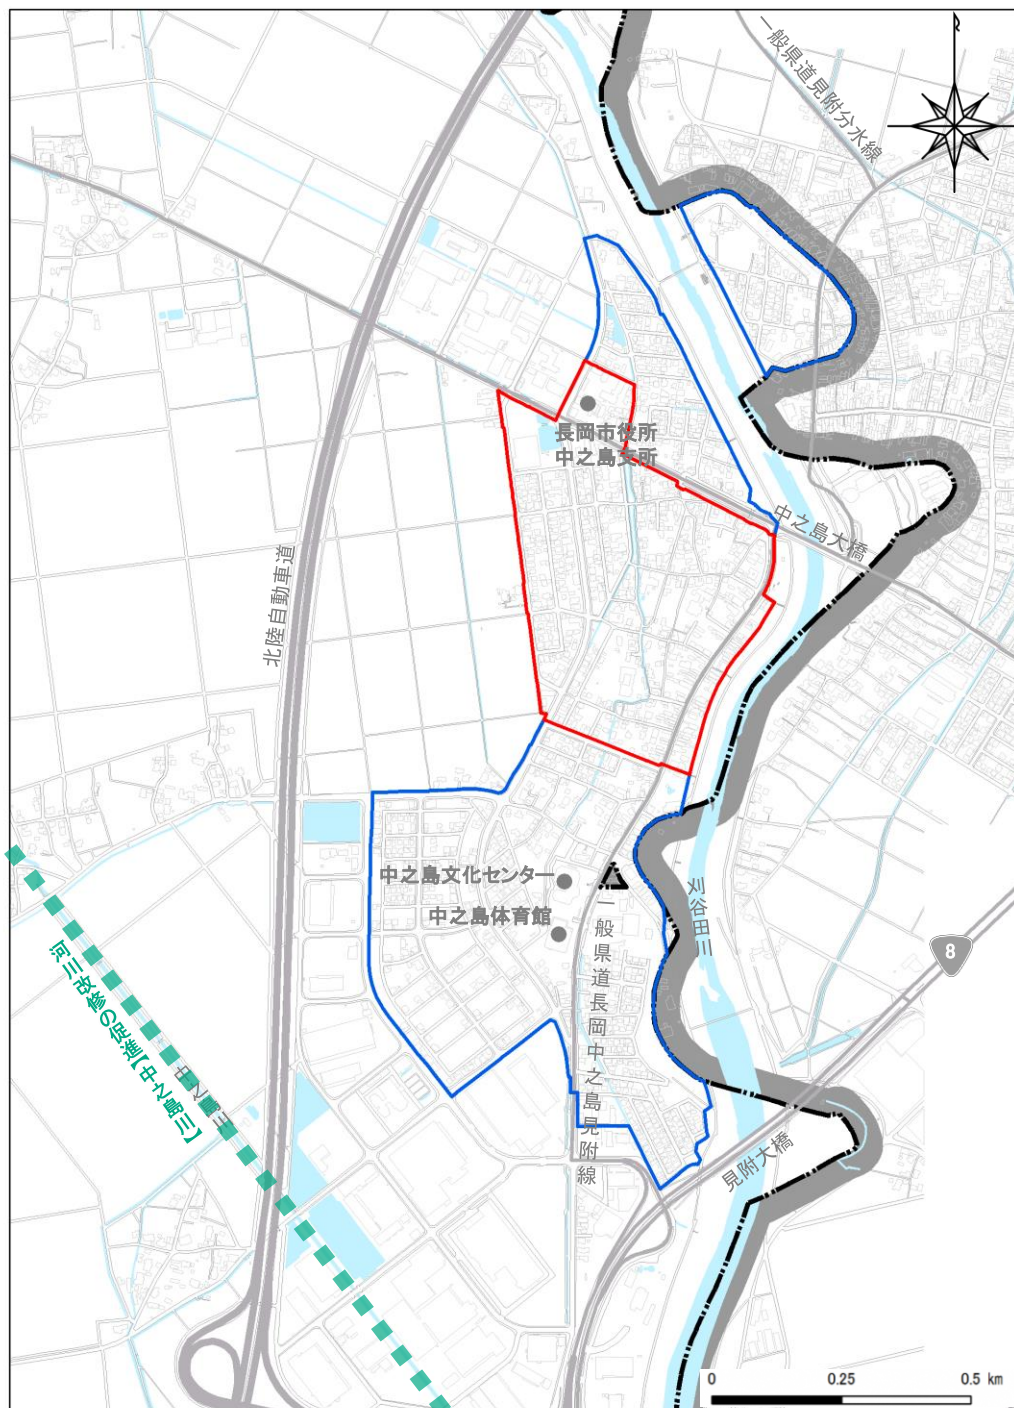 一般県道見附分水線
長岡市役所
中之島支所
中之島大橋
北陸自動車道
中之島文化センター
中之島体育館
刈谷田川
一般県道長岡中之島見附線
8
河川改修の促進【中之島川】
中之島川
見附大橋
0 0.25 0.5 km